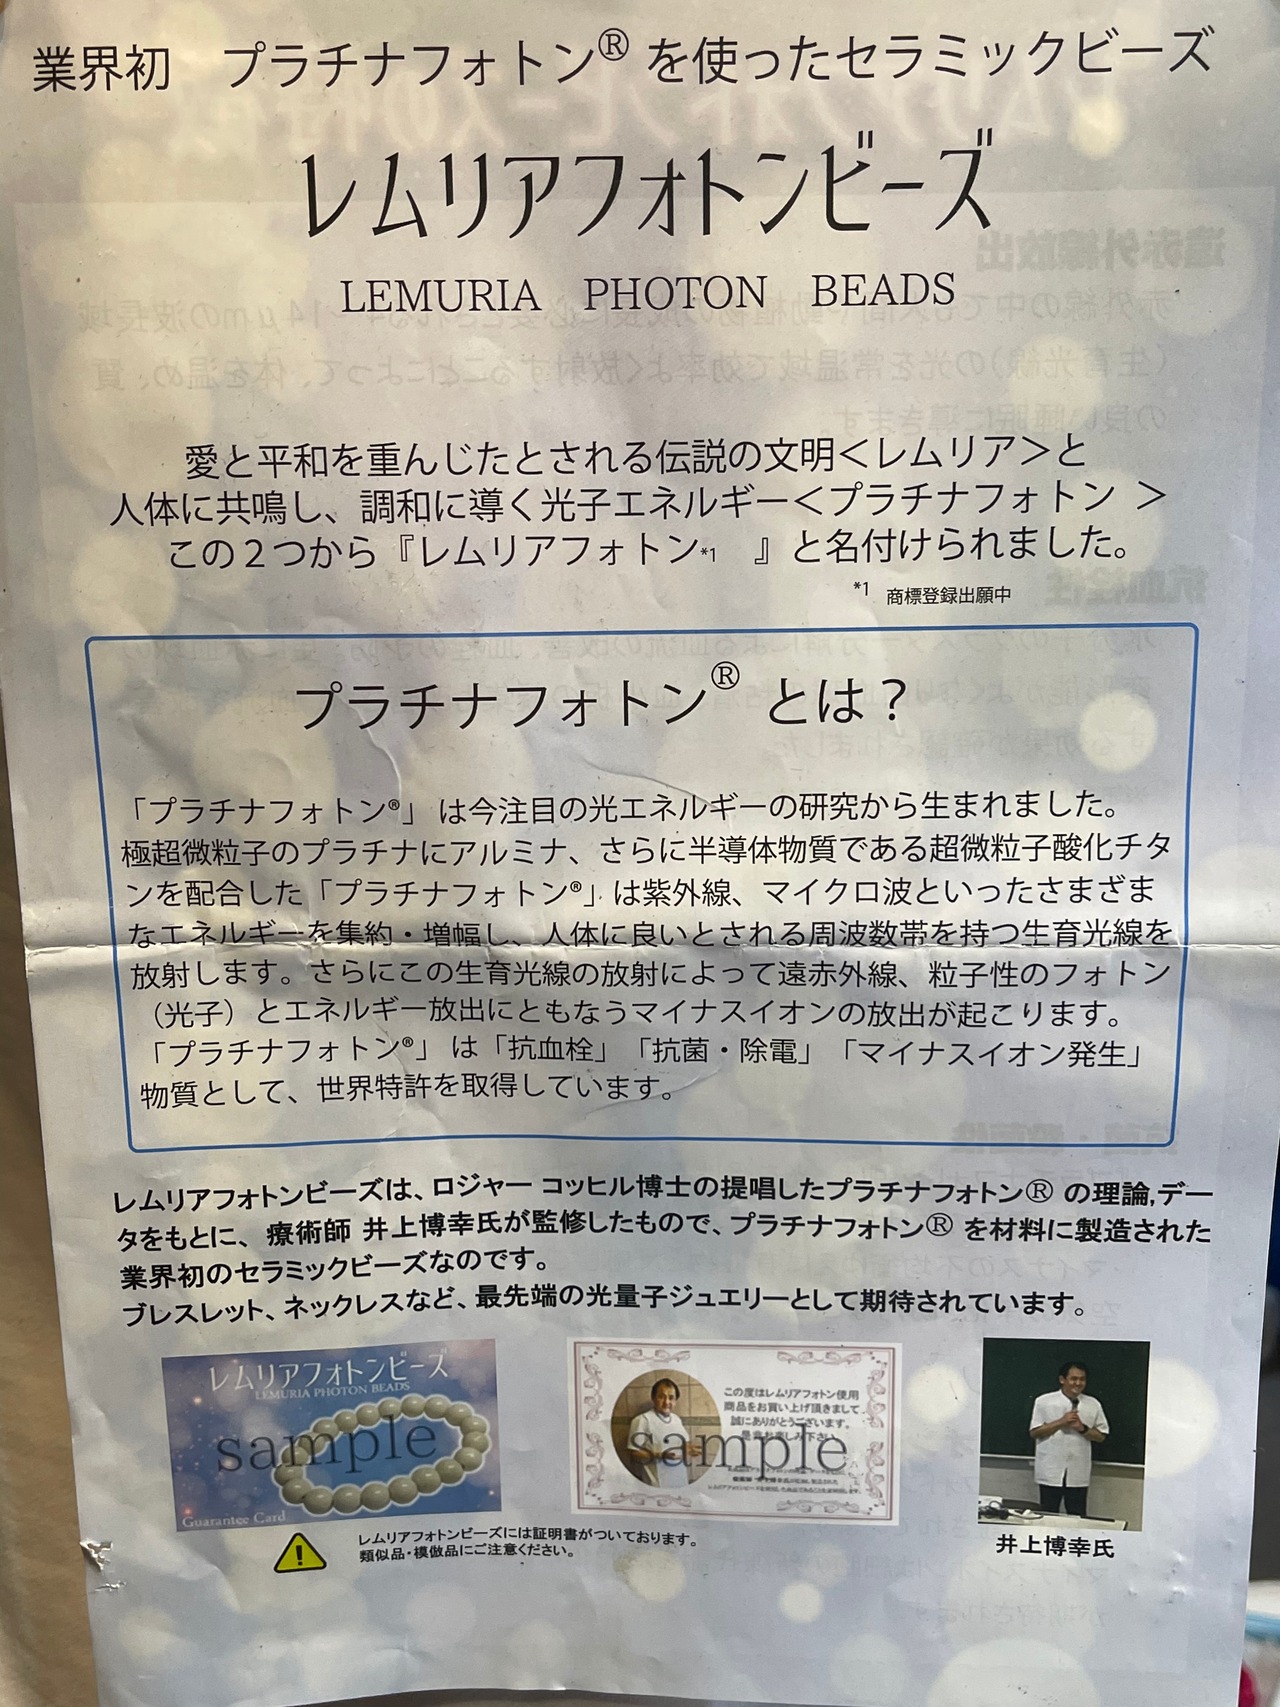 業界初　プラチナフォトン® を使ったセラミックビーズ
レムリアフォトンビーズ
LEMURIA PHOTON BEADS
愛と平和を重んじたとされる伝説の文明＜レムリア＞と
人体に共鳴し、調和に導く光子エネルギー＜プラチナフォトン ＞
この２つから『レムリアフォトン*1 』と名付けられました。
*1 商標登録出願中
プラチナフォトン® とは？
「プラチナフォトン®」 は今注目の光エネルギーの研究から生まれました。
極超微粒子のプラチナにアルミナ、さらに半導体物質である超微粒子酸化チタ
ンを配合した「プラチナフォトン®」は紫外線、マイクロ波といったさまざま
なエネルギーを集約・増幅し、人体に良いとされる周波数帯を持つ生育光線を
放射します。さらにこの生育光線の放射によって遠赤外線、粒子性のフォトン
（光子）とエネルギー放出にともなうマイナスイオンの放出が起こります。
「プラチナフォトン®」 は「抗血栓」「抗菌・除電」「マイナスイオン発生」
物質として、世界特許を取得しています。
レムリアフォトンビーズは、ロジャー コッヒル博士の提唱したプラチナフォトン® の理論,デー
タをもとに、療術師 井上博幸氏が監修したもので、プラチナフォトン® を材料に製造された
業界初のセラミックビーズなのです。
ブレスレット、ネックレスなど、最先端の光量子ジュエリーとして期待されています。
レムリアフォトンビーズ
LEMURIA PHOTON BEADS
sample
Guarantee Card
この度はレムリアフォトン使用
商品をお買い上げ頂きまして
誠にありがとうございます。
sample
レムリアフォトンビーズには証明書がついております。
類似品・模倣品にご注意ください。
井上博幸氏